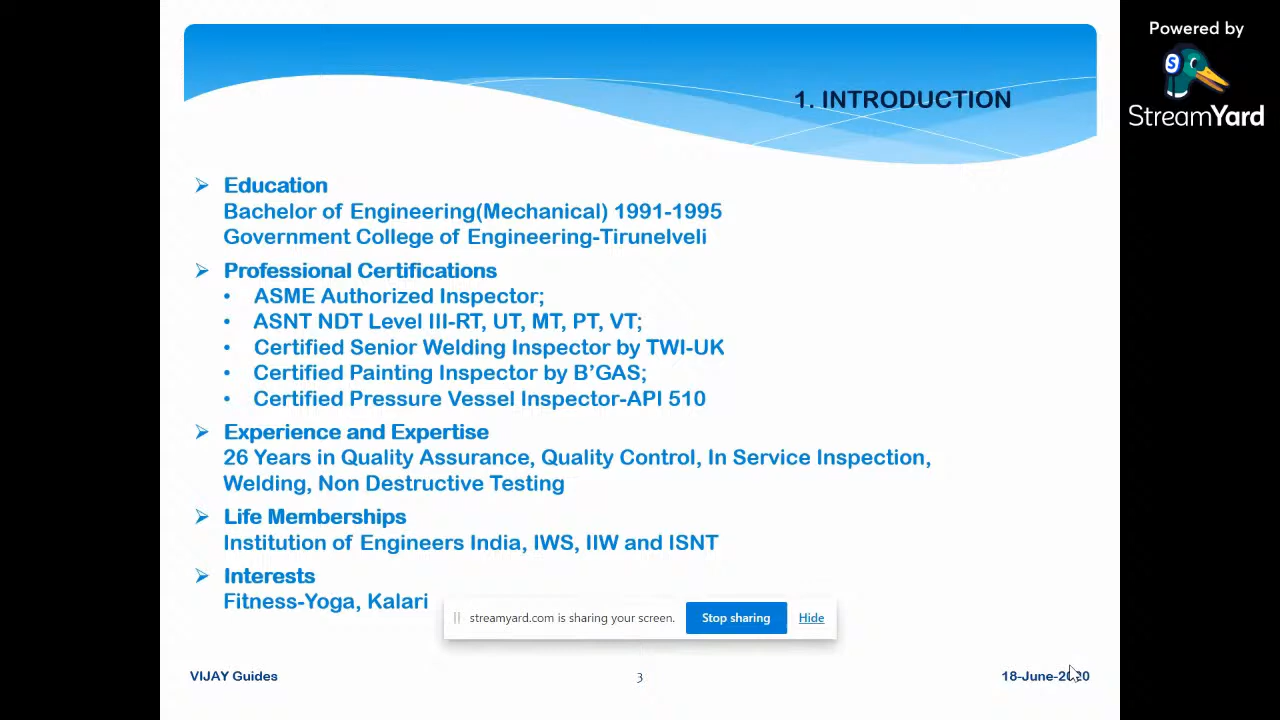 Powered by
StreamYard
1. INTRODUCTION
Education
Bachelor of Engineering(Mechanical) 1991-1995
Government College of Engineering-Tirunelveli
Professional Certifications
• ASME Authorized Inspector;
• ASNT NDT Level III-RT, UT, MT, PT, VT;
• Certified Senior Welding Inspector by TWI-UK
• Certified Painting Inspector by B’GAS;
• Certified Pressure Vessel Inspector-API 510
Experience and Expertise
26 Years in Quality Assurance, Quality Control, In Service Inspection,
Welding, Non Destructive Testing
Life Memberships
Institution of Engineers India, IWS, IIW and ISNT
Interests
Fitness-Yoga, Kalari
streamyard.com is sharing your screen. Stop sharing Hide
VIJAY Guides 3 18-June-2020